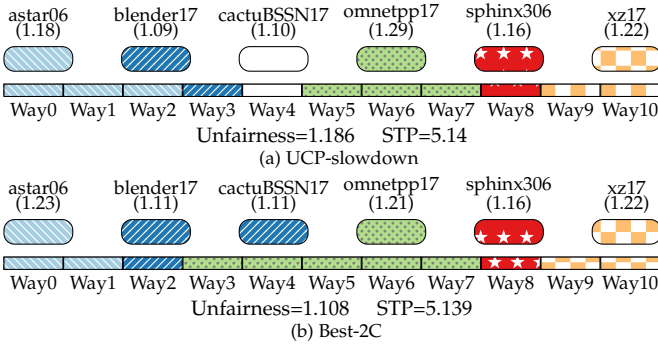 astar06 blender17 cactuBSSN17 omnetpp17 sphinx306 xz17
(1.18) (1.09) (1.10) (1.29) (1.16) (1.22)
Way0 Way1 Way2 Way3 Way4 Way5 Way6 Way7 Way8 Way9 Way10
Unfairness=1.186 STP=5.14
(a) UCP-slowdown
astar06 blender17 cactuBSSN17 omnetpp17 sphinx306 xz17
(1.23) (1.11) (1.11) (1.21) (1.16) (1.22)
Way0 Way1 Way2 Way3 Way4 Way5 Way6 Way7 Way8 Way9 Way10
Unfairness=1.108 STP=5.139
(b) Best-2C